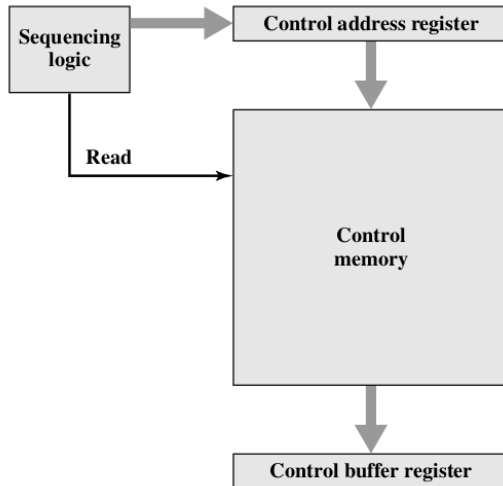 Sequencing
logic
Control address register
Read
Control
memory
Control buffer register